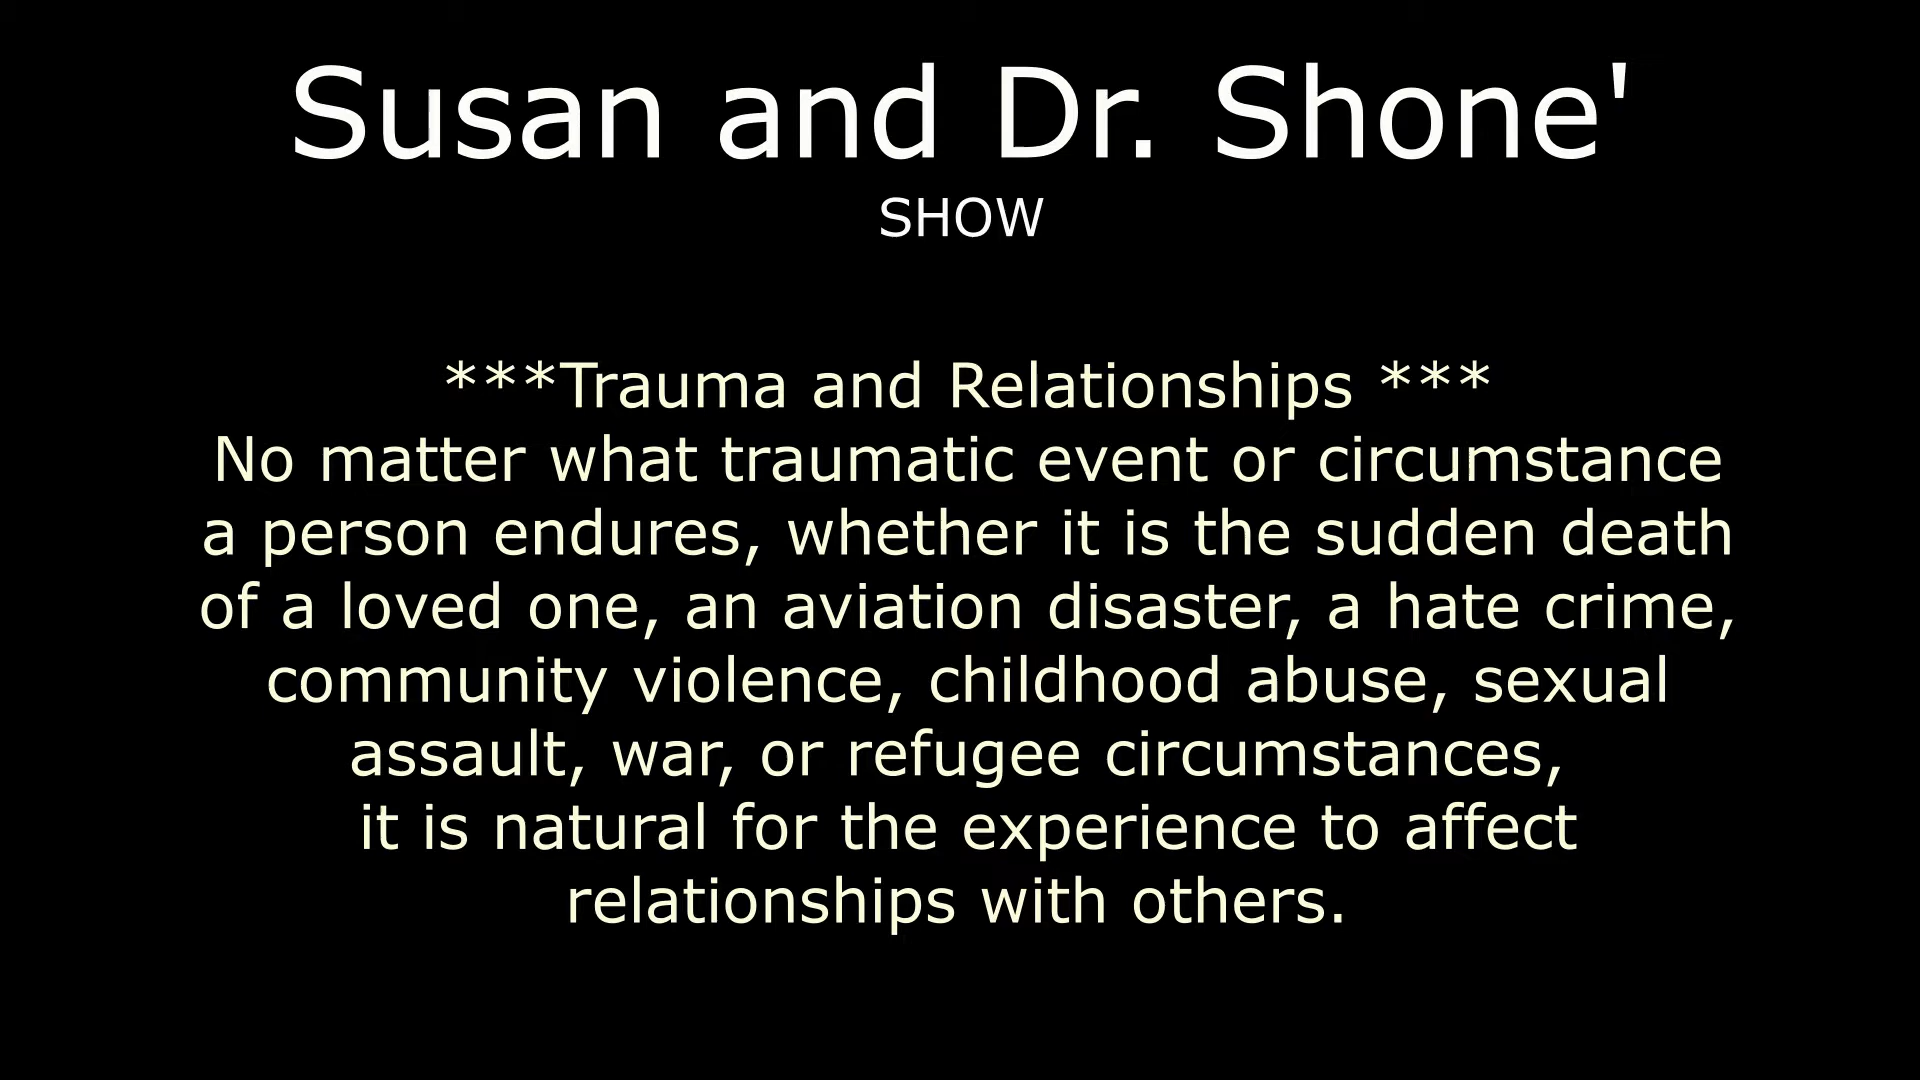 Susan and Dr. Shone'
SHOW
***Trauma and Relationships ***
No matter what traumatic event or circumstance
a person endures, whether it is the sudden death
of a loved one, an aviation disaster, a hate crime,
community violence, childhood abuse, sexual
assault, war, or refugee circumstances,
it is natural for the experience to affect
relationships with others.